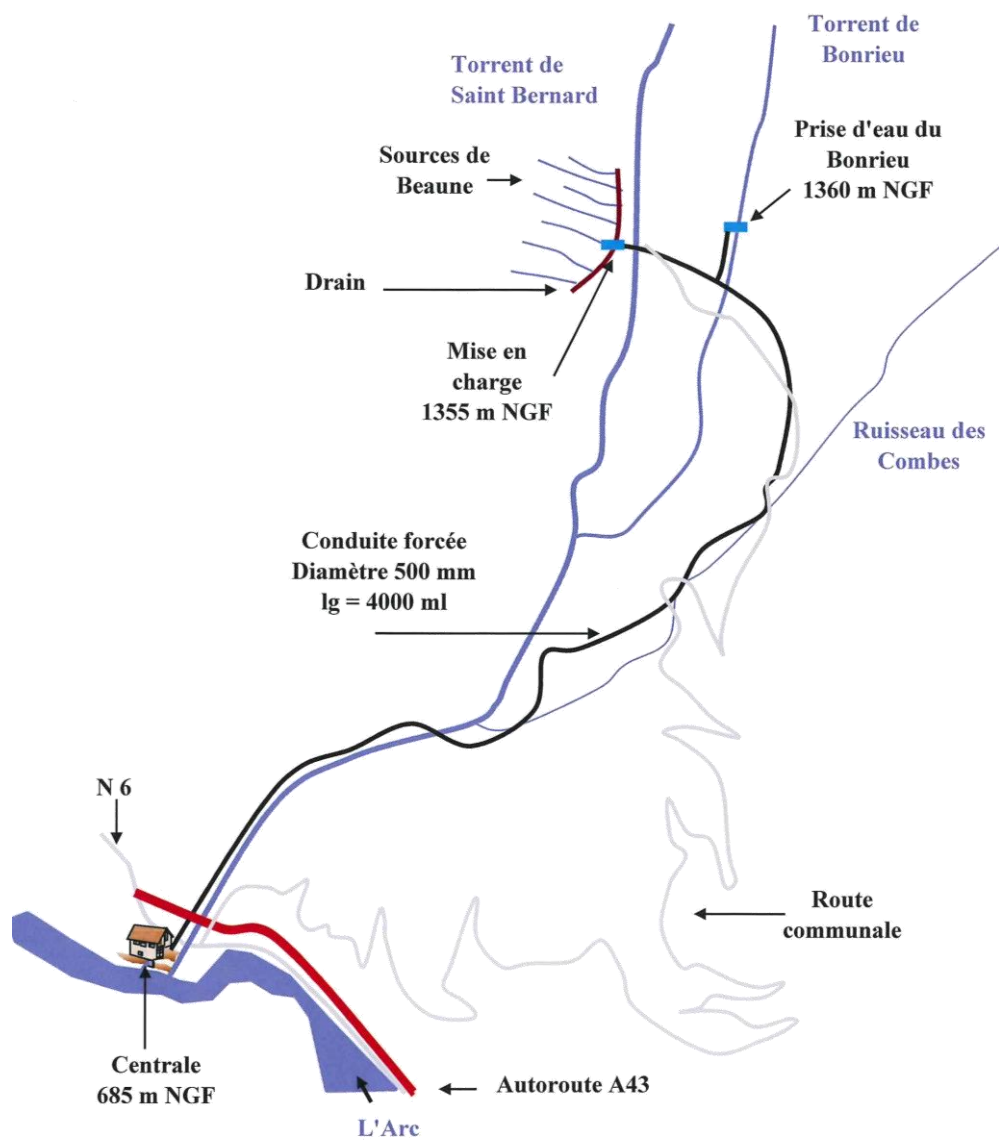 Torrent de
Bonrieu
Torrent de
Saint Bernard
Prise d'eau du
Bonrieu
1360 m NGF
Sources de
Beaune
Drain
Mise en
charge
1355 m NGF
Ruisseau des
Combes
Conduite forcée
Diamètre 500 mm
lg = 4000 ml
N 6
Route
communale
Centrale
685 m NGF
Autoroute A43
L'Arc